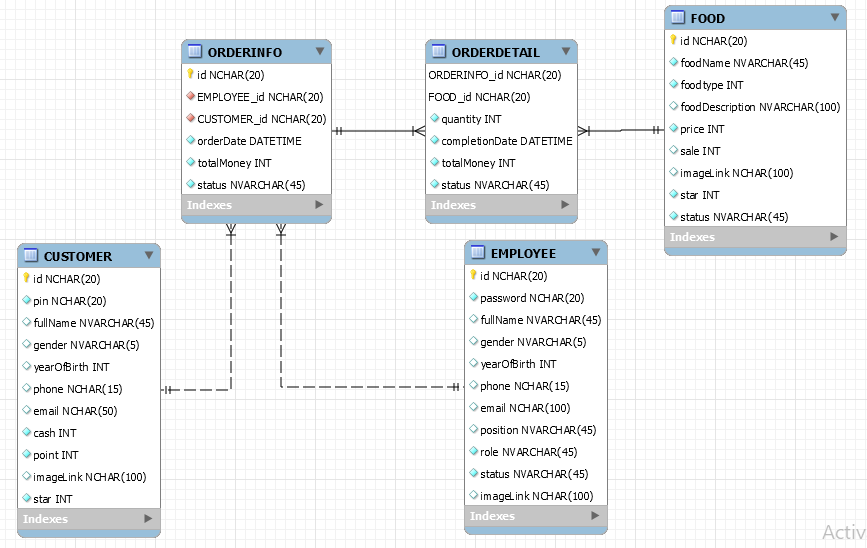 ORDERINFO
id NCHAR(20)
EMPLOYEE_id NCHAR(20)
CUSTOMER_id NCHAR(20)
orderDate DATETIME
totalMoney INT
status NVARCHAR(45)
Indexes
ORDERDETAIL
ORDERINFO_id NCHAR(20)
FOOD_id NCHAR(20)
quantity INT
completionDate DATETIME
totalMoney INT
status NVARCHAR(45)
Indexes
FOOD
id NCHAR(20)
foodName NVARCHAR(45)
foodtype INT
foodDescription NVARCHAR(100)
price INT
sale INT
imageLink NCHAR(100)
star INT
status NVARCHAR(45)
Indexes
CUSTOMER
id NCHAR(20)
pin NCHAR(20)
fullName NVARCHAR(45)
gender NVARCHAR(5)
yearOfBirth INT
phone NCHAR(15)
email NCHAR(50)
cash INT
point INT
imageLink NCHAR(100)
star INT
Indexes
EMPLOYEE
id NCHAR(20)
password NCHAR(20)
fullName NVARCHAR(45)
gender NVARCHAR(5)
yearOfBirth INT
phone NCHAR(15)
email NCHAR(100)
position NVARCHAR(45)
role NVARCHAR(45)
status NVARCHAR(45)
imageLink NCHAR(100)
Indexes
Activ